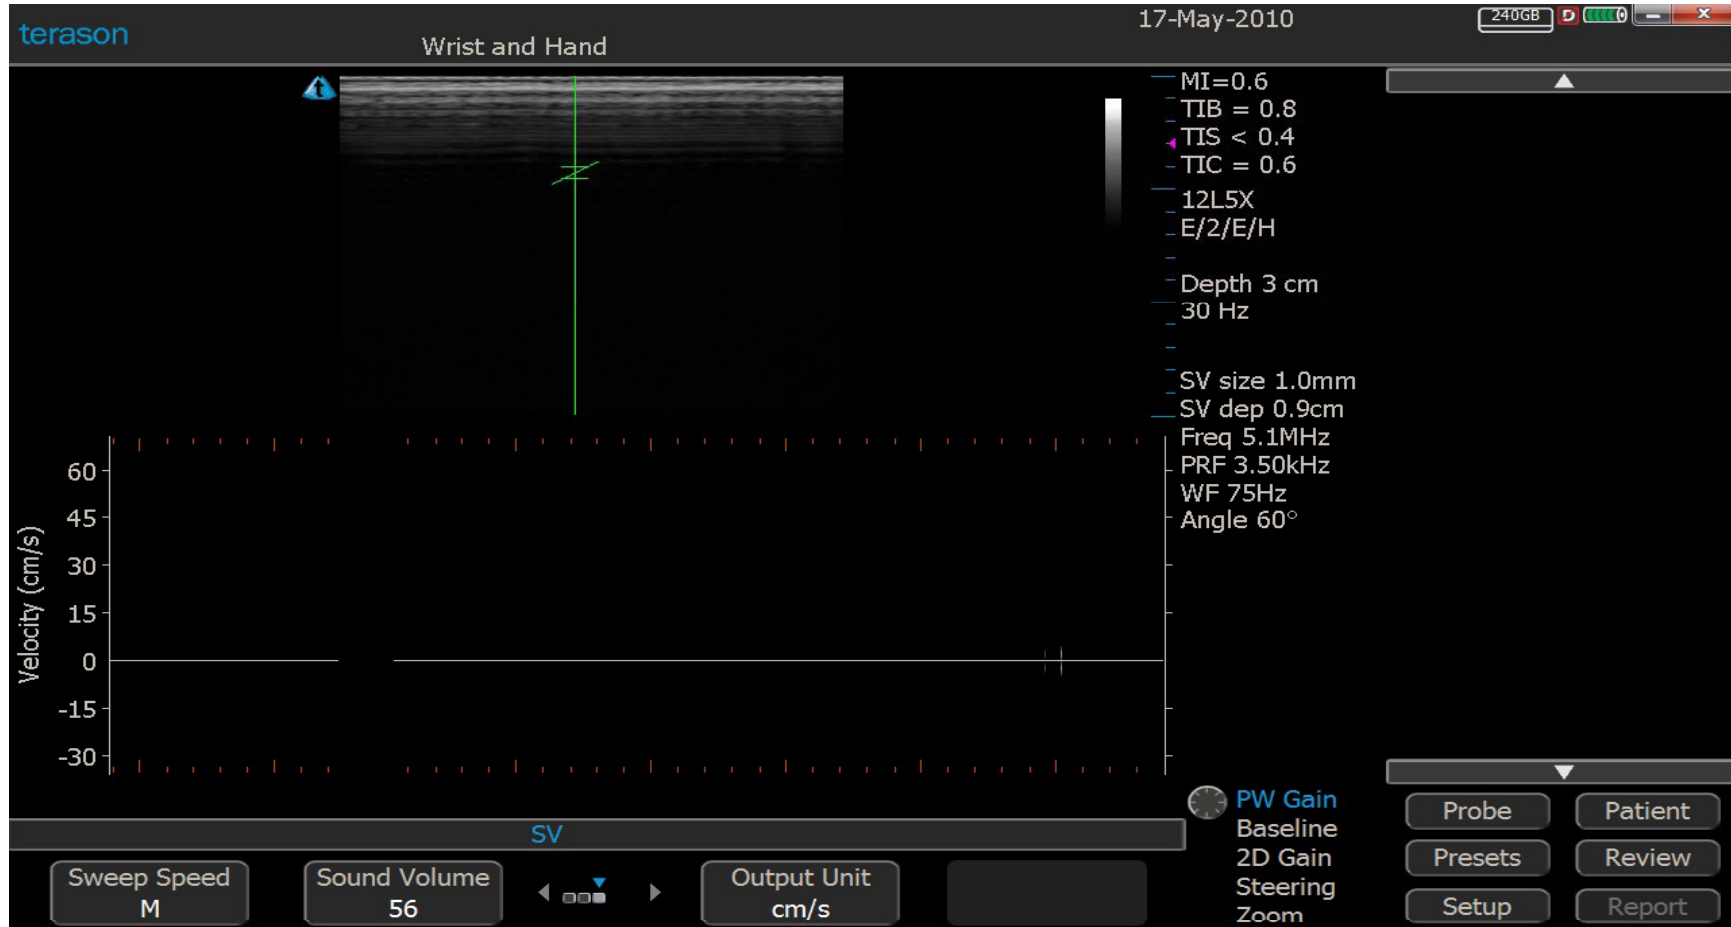 terason
Wrist and Hand
17-May-2010
240GB
D
t
MI=0.6
TIB = 0.8
TIS < 0.4
TIC = 0.6
12L5X
E/2/E/H
Depth 3 cm
30 Hz
SV size 1.0mm
SV dep 0.9cm
Freq 5.1MHz
PRF 3.50kHz
WF 75Hz
Angle 60°
Velocity (cm/s)
60
45
30
15
0
-15
-30
PW Gain
Baseline
2D Gain
Steering
Zoom
Probe
Patient
Presets
Review
Setup
Report
SV
Sweep Speed
M
Sound Volume
56
Output Unit
cm/s